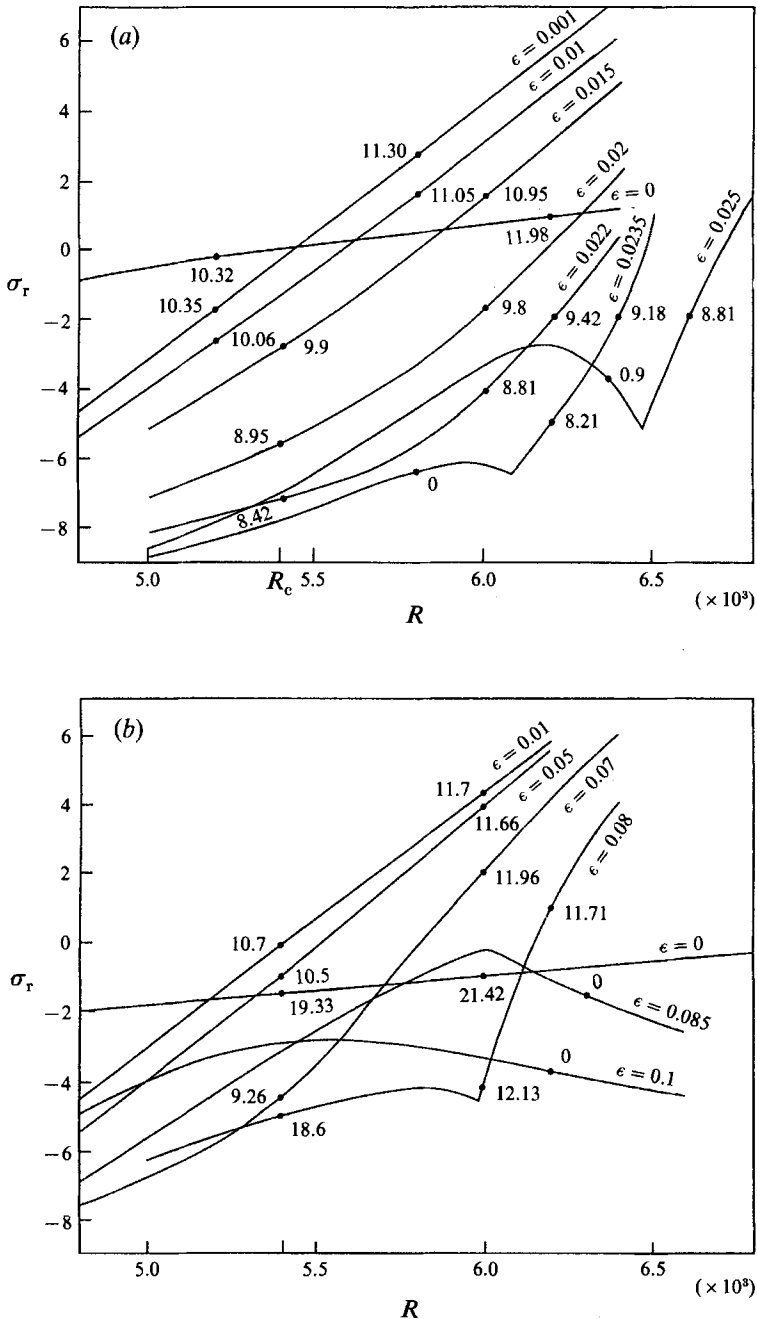 (a)
6
4
2
0
−2
−4
−6
−8
σr
ϵ = 0.001
ϵ = 0.01
ϵ = 0.015
ϵ = 0.02
ϵ = 0
ϵ = 0.022
ϵ = 0.0235
ϵ = 0.025
11.30
11.05
10.95
11.98
10.32
10.35
10.06
9.9
9.8
9.42
9.18
8.81
8.81
0.9
8.95
8.21
8.42
0
5.0
Rc
5.5
6.0
6.5
(× 10³)
R
(b)
6
4
2
0
−2
−4
−6
−8
σr
ϵ = 0.01
ϵ = 0.05
ϵ = 0.07
ϵ = 0.08
ϵ = 0
ϵ = 0.085
ϵ = 0.1
11.7
11.66
11.96
11.71
10.7
10.5
19.33
21.42
0
0
9.26
12.13
18.6
5.0
5.5
6.0
6.5
(× 10³)
R